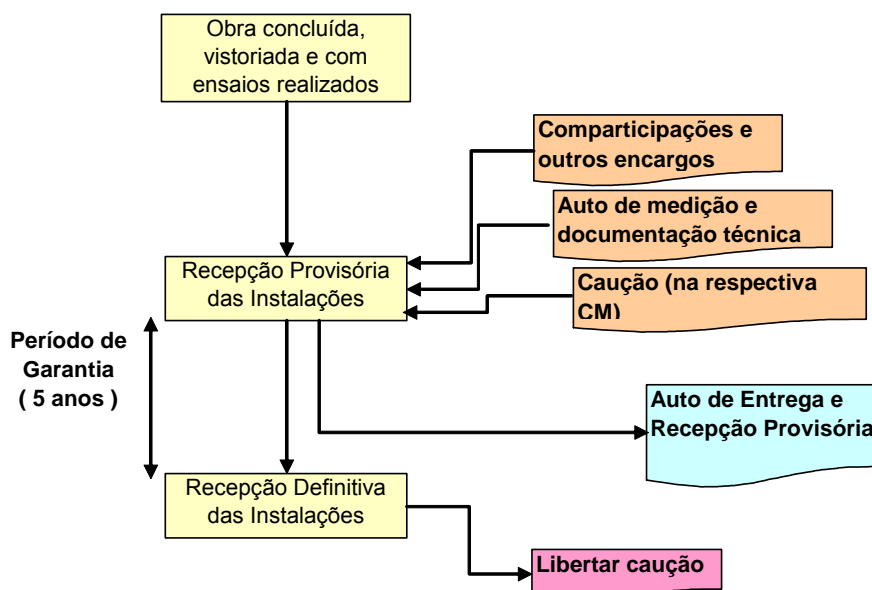 Obra concluída,
vistoriada e com
ensaios realizados
Comparticipações e
outros encargos
Auto de medição e
documentação técnica
Recepção Provisória
das Instalações
Caução (na respectiva
CM)
Período de
Garantia
( 5 anos )
Auto de Entrega e
Recepção Provisória
Recepção Definitiva
das Instalações
Libertar caução